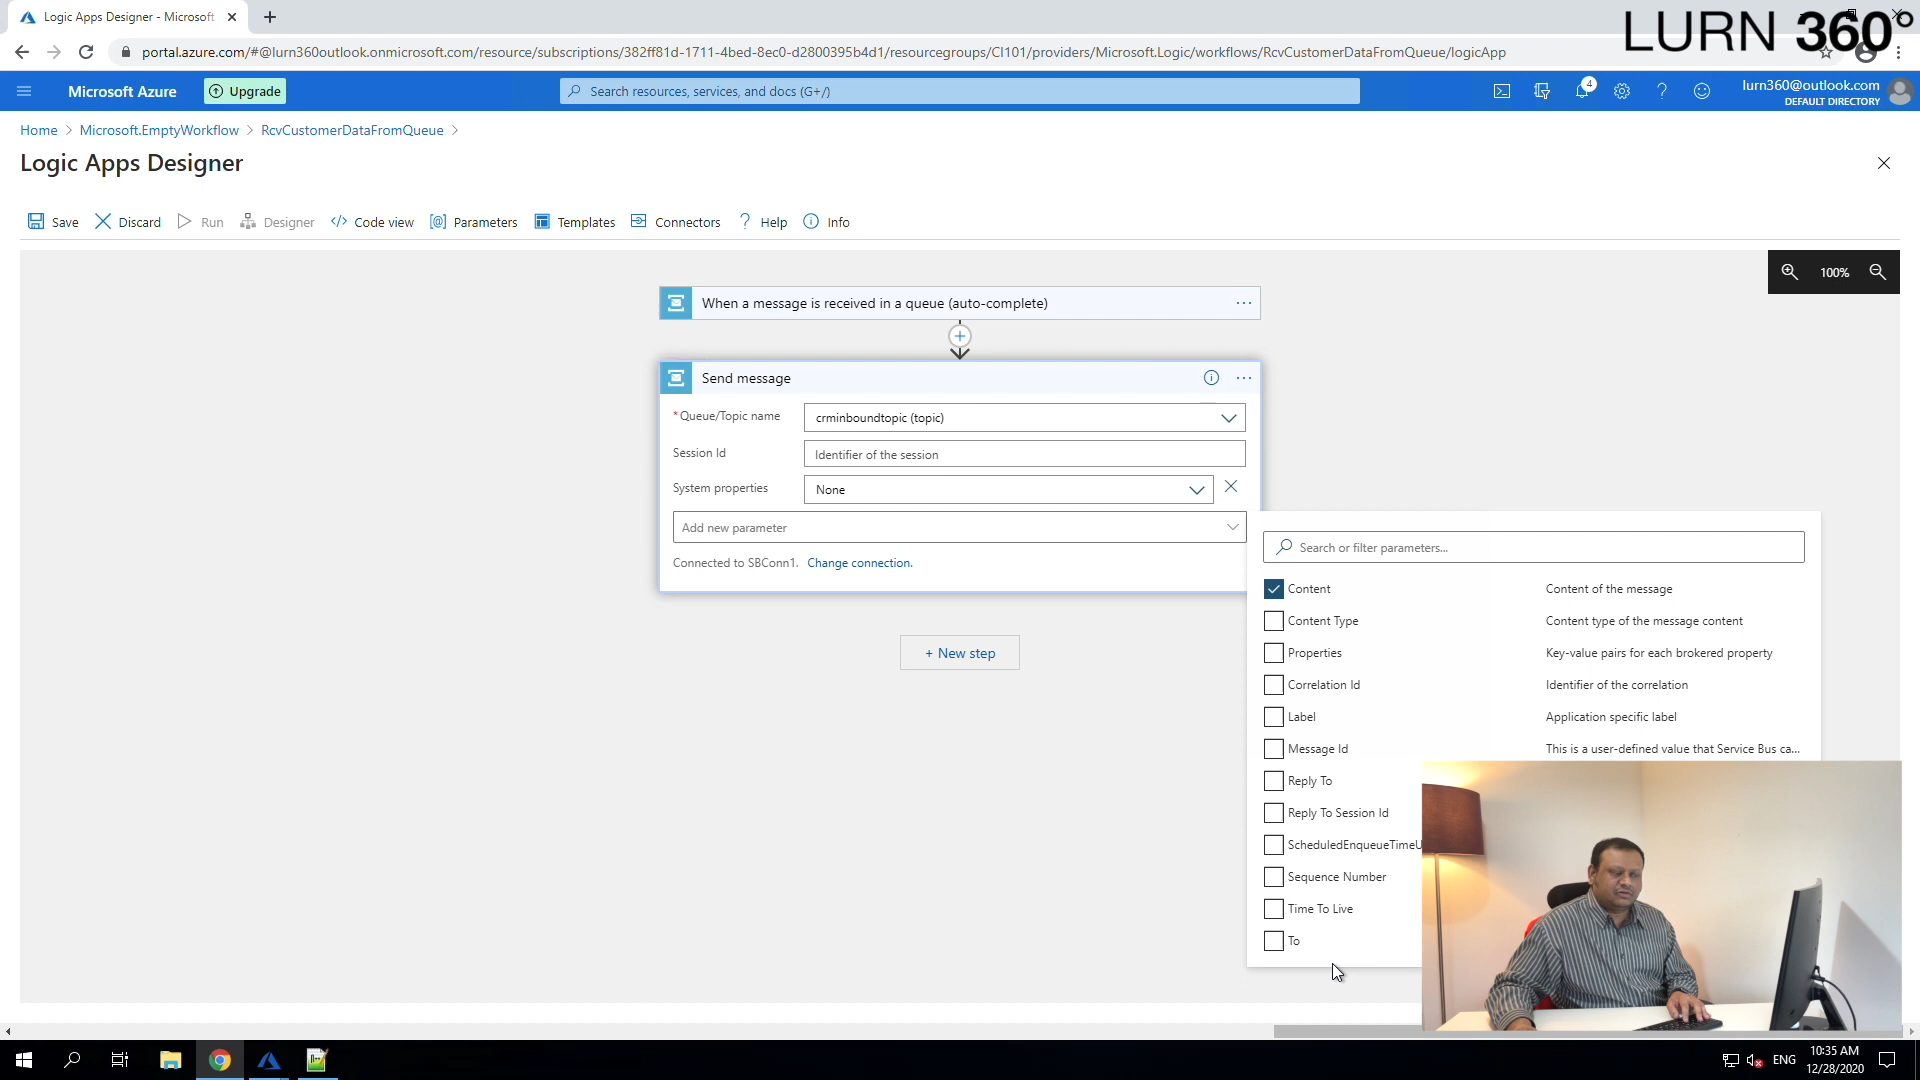 Logic Apps Designer - Microsoft
LURN 360°
portal.azure.com/#@lurn360outlook.onmicrosoft.com/resource/subscriptions/382ff81d-1711-4bed-8ec0-d2800395b4d1/resourcegroups/CI101/providers/Microsoft.Logic/workflows/RcvCustomerDataFromQueue/logicApp
Microsoft Azure
Upgrade
Search resources, services, and docs (G+/)
4
lurn360@outlook.com
DEFAULT DIRECTORY
Home > Microsoft.EmptyWorkflow > RcvCustomerDataFromQueue >
Logic Apps Designer
Save Discard Run Designer Code view Parameters Templates Connectors Help Info
100%
When a message is received in a queue (auto-complete)
Send message
* Queue/Topic name
crminboundtopic (topic)
Session Id
Identifier of the session
System properties
None
Add new parameter
Connected to SBConn1. Change connection.
+ New step
Search or filter parameters...
Content
Content of the message
Content Type
Content type of the message content
Properties
Key-value pairs for each brokered property
Correlation Id
Identifier of the correlation
Label
Application specific label
Message Id
This is a user-defined value that Service Bus ca...
Reply To
Reply To Session Id
ScheduledEnqueueTimeU
Sequence Number
Time To Live
To
ENG
10:35 AM
12/28/2020